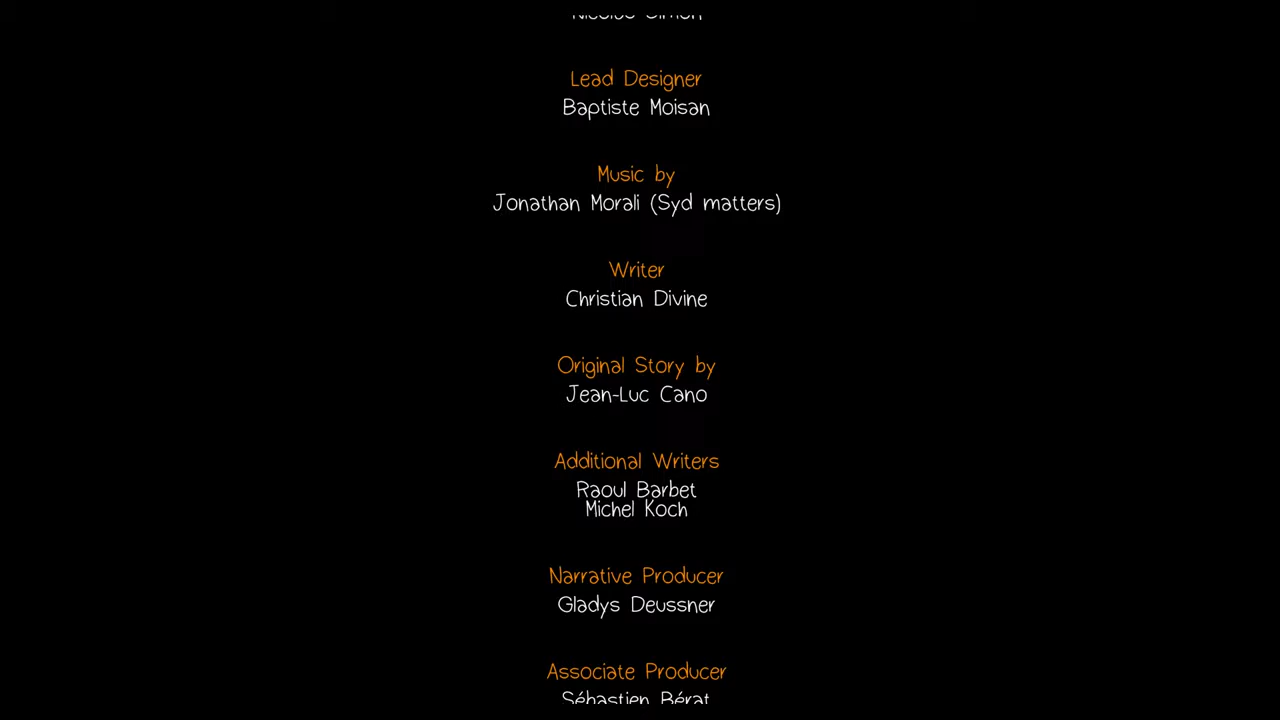 Lead Designer
Baptiste Moisan
Music by
Jonathan Morali (Syd matters)
Writer
Christian Divine
Original Story by
Jean-Luc Cano
Additional Writers
Raoul Barbet
Michel Koch
Narrative Producer
Gladys Deussner
Associate Producer
Sébastien Bérat